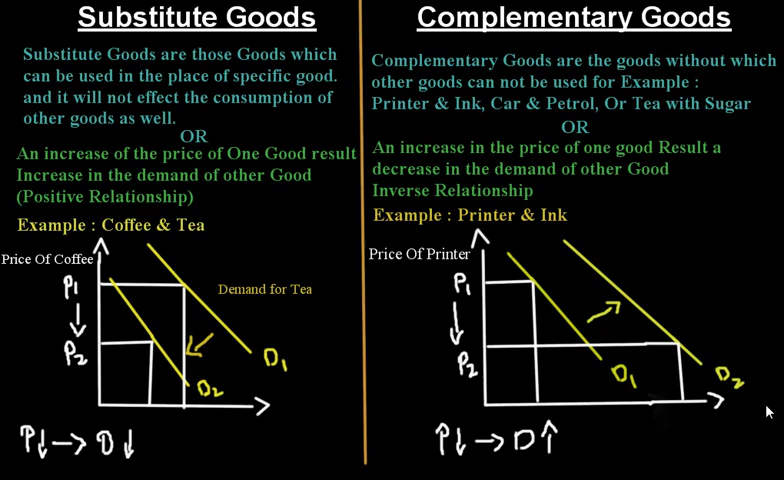 Substitute Goods
Substitute Goods are those Goods which
can be used in the place of specific good.
and it will not effect the consumption of
other goods as well.
OR
An increase of the price of One Good result
Increase in the demand of other Good
(Positive Relationship)
Example : Coffee & Tea
Price Of Coffee
P1
P2
Demand for Tea
D1
D2
P↓ → D ↓
Complementary Goods
Complementary Goods are the goods without which
other goods can not be used for Example :
Printer & Ink, Car & Petrol, Or Tea with Sugar
OR
An increase in the price of one good Result a
decrease in the demand of other Good
Inverse Relationship
Example : Printer & Ink
Price Of Printer
P1
P2
D1
D2
P↓ → D↑